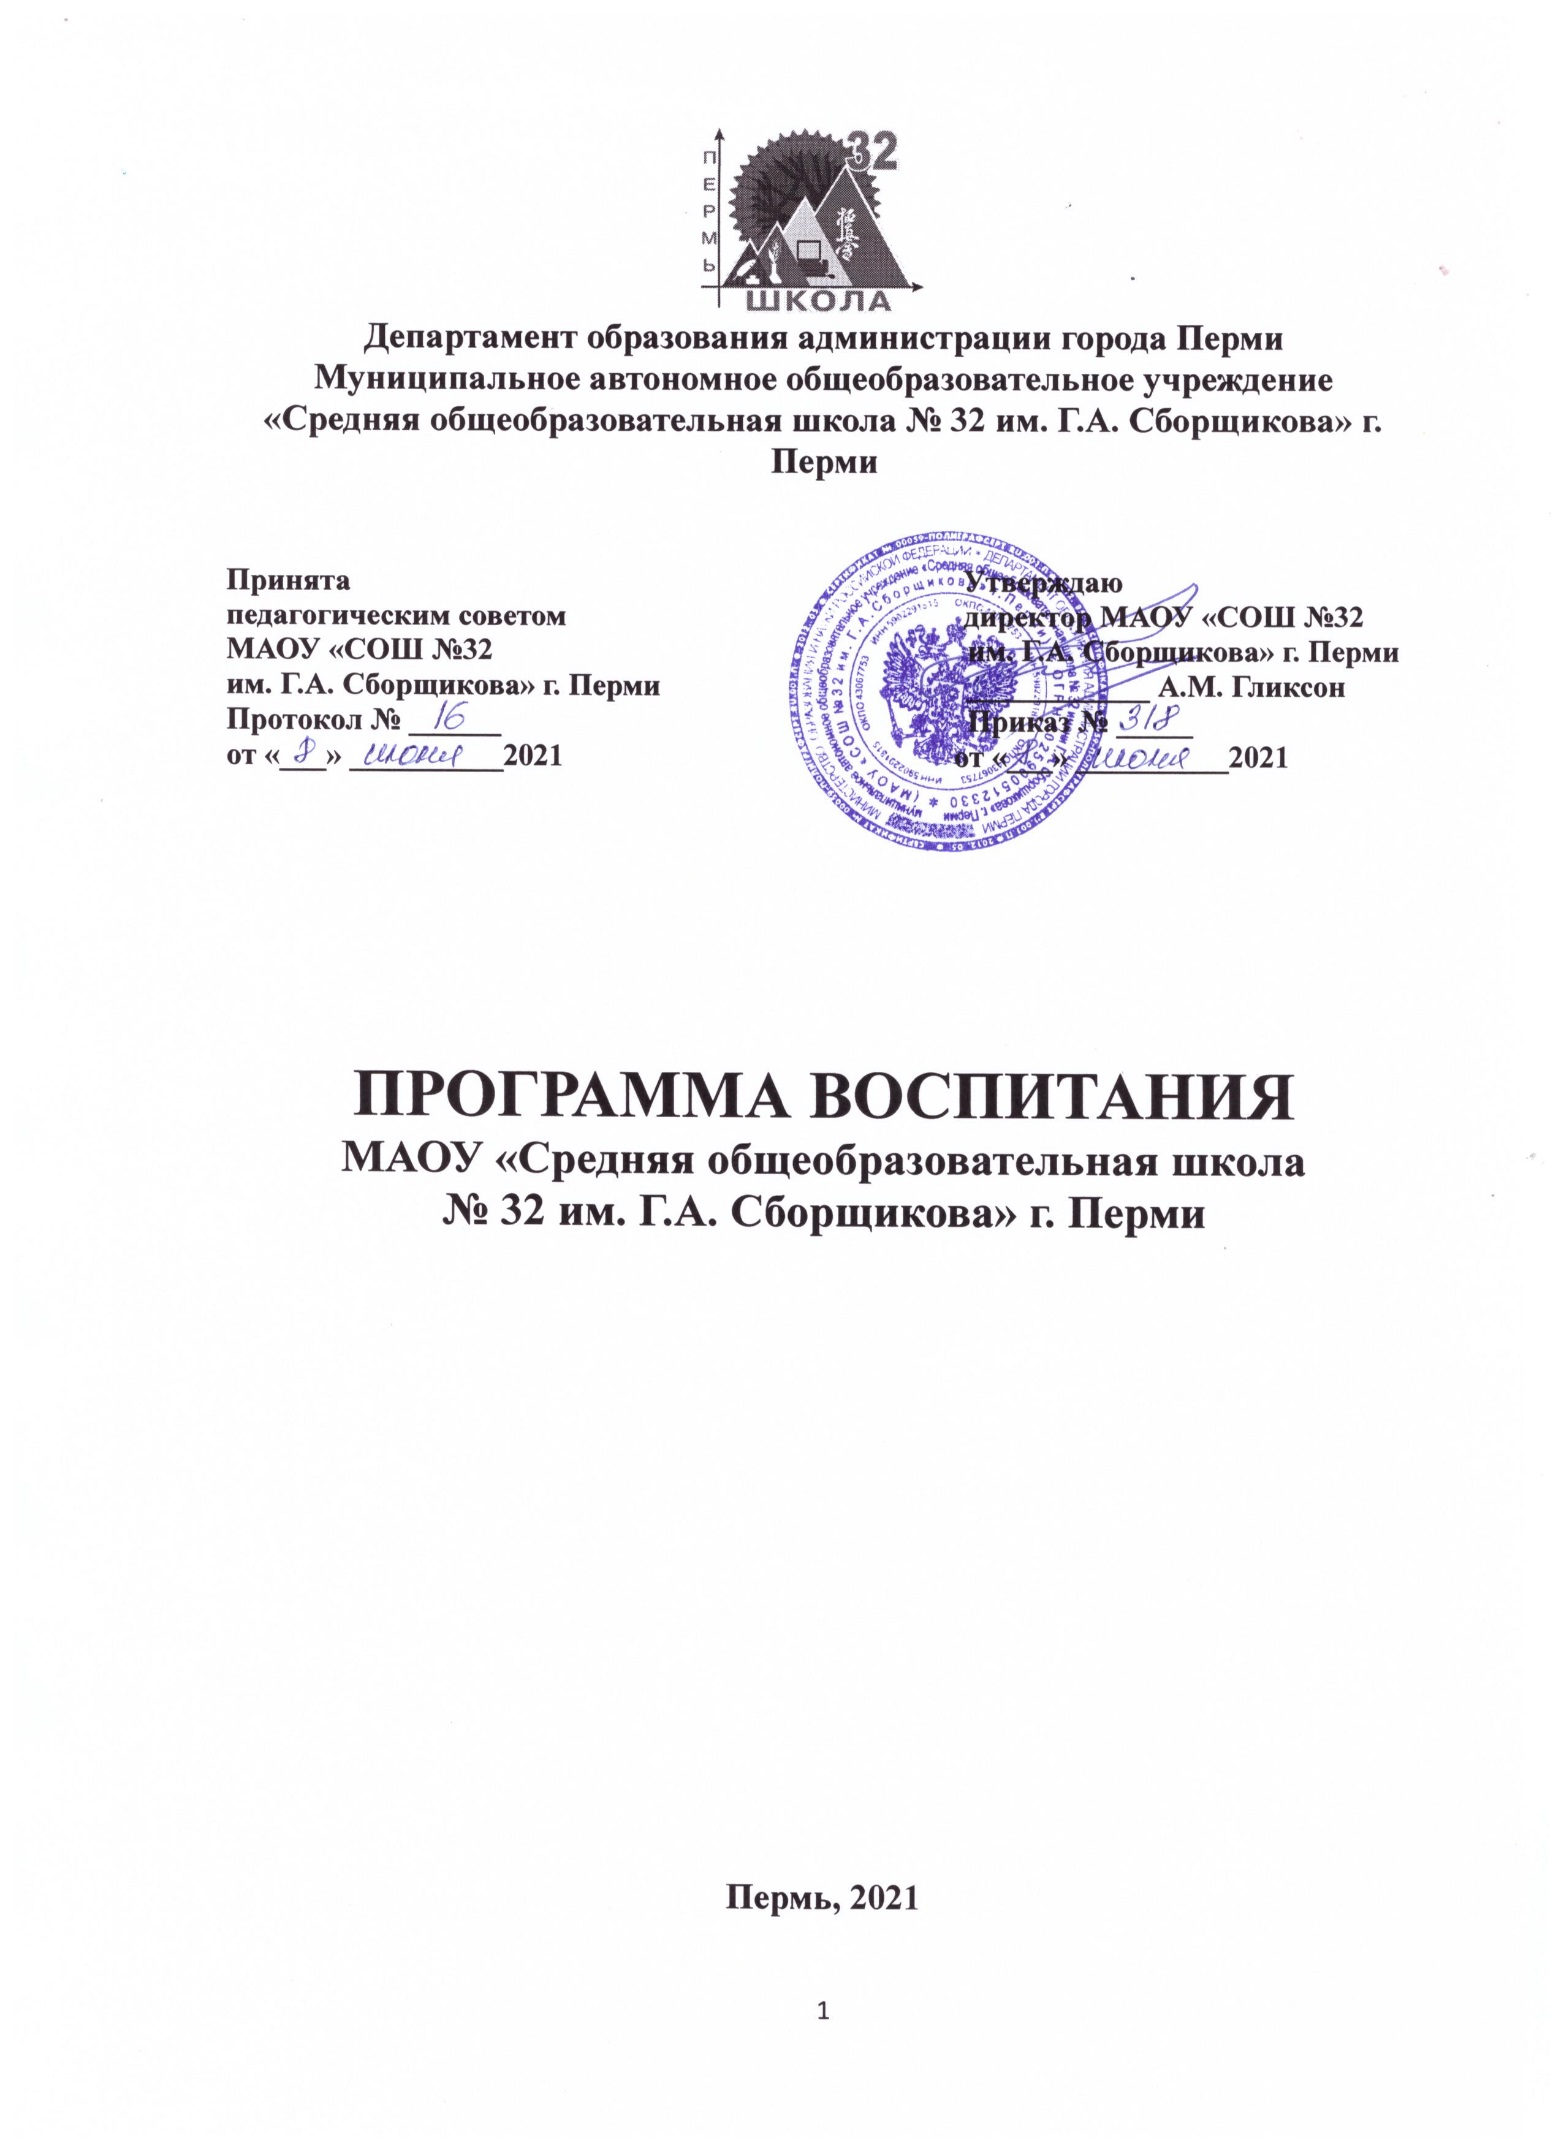 ПЕРМЬ
32
ШКОЛА
Департамент образования администрации города Перми
Муниципальное автономное общеобразовательное учреждение
«Средняя общеобразовательная школа № 32 им. Г.А. Сборщикова» г.
Перми
Принята
педагогическим советом
МАОУ «СОШ №32
им. Г.А. Сборщикова» г. Перми
Протокол № 16
от «8» июня 2021
Утверждаю
директор МАОУ «СОШ №32
им. Г.А. Сборщикова» г. Перми
А.М. Гликсон
Приказ № 318
от «8» июня 2021
ПРОГРАММА ВОСПИТАНИЯ
МАОУ «Средняя общеобразовательная школа
№ 32 им. Г.А. Сборщикова» г. Перми
Пермь, 2021
1